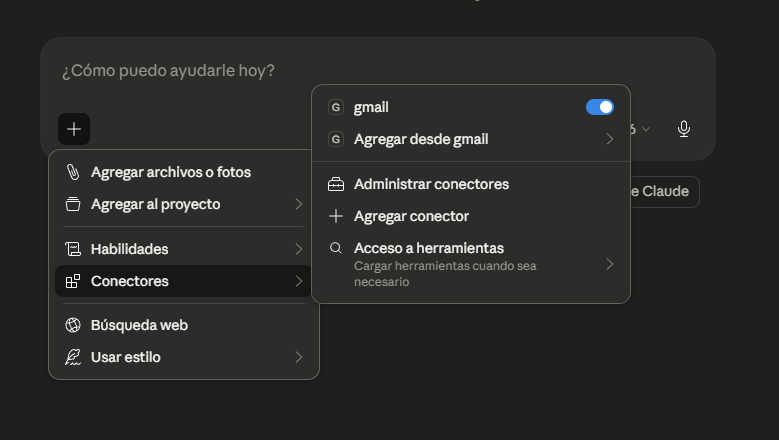 ¿Cómo puedo ayudarle hoy?
G gmail
G Agregar desde gmail
6
Agregar archivos o fotos
Agregar al proyecto
Administrar conectores
e Claude
Agregar conector
Habilidades
Acceso a herramientas
Cargar herramientas cuando sea
necesario
Conectores
Búsqueda web
Usar estilo